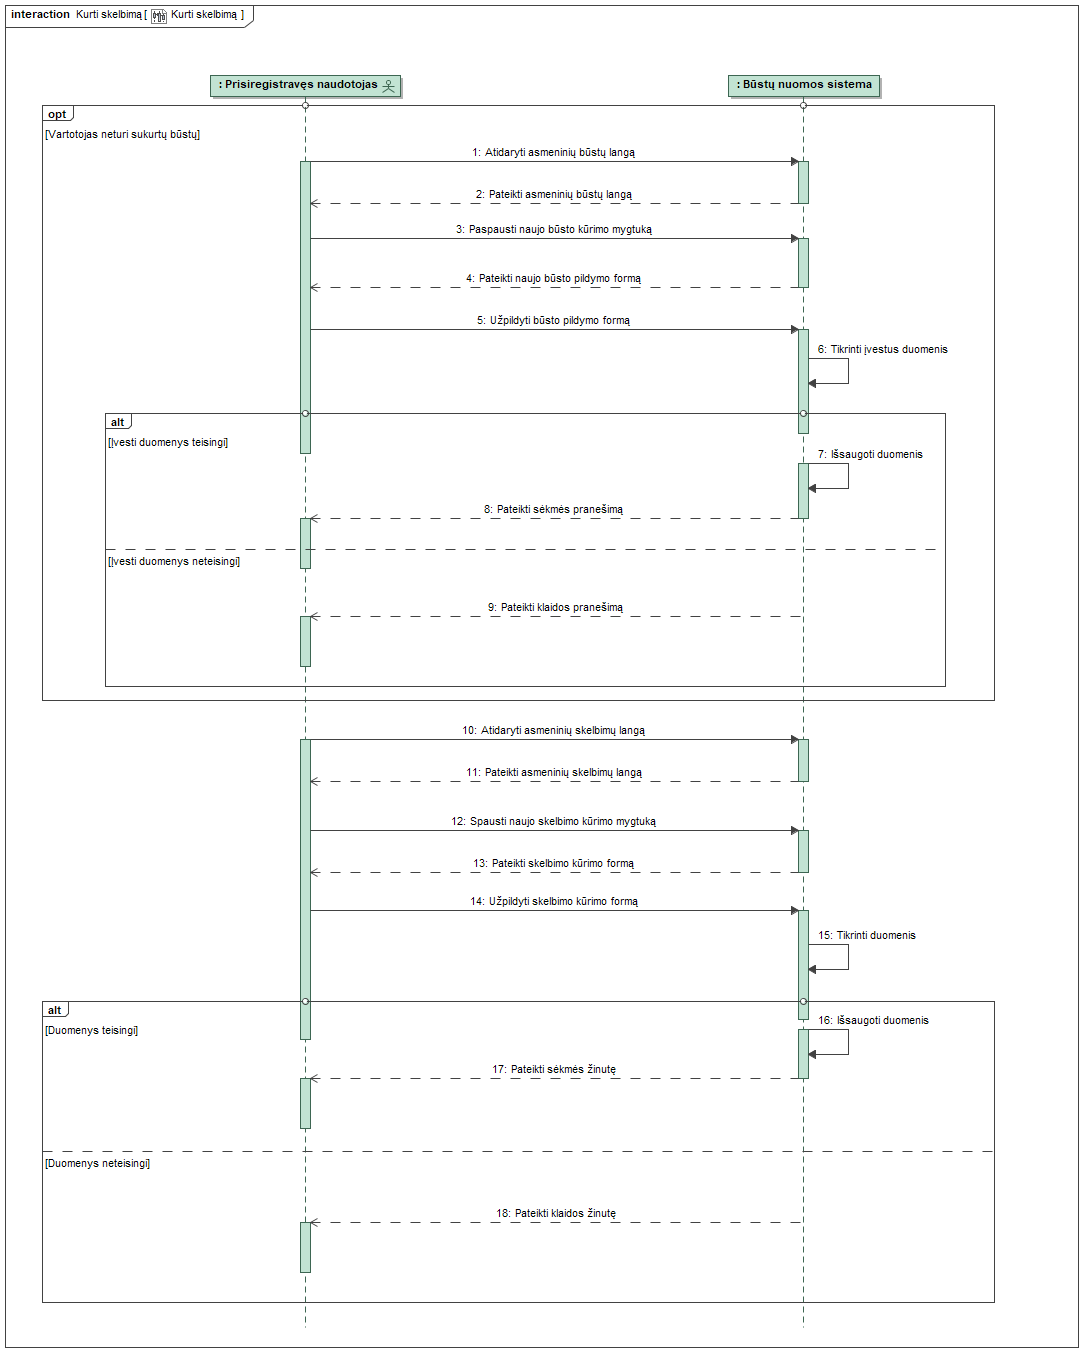 interaction Kurti skelbimą [ Kurti skelbimą ]
: Prisiregistravęs naudotojas
: Būstų nuomos sistema
opt
[Vartotojas neturi sukurtų būstų]
1: Atidaryti asmeninių būstų langą
2: Pateikti asmeninių būstų langą
3: Paspausti naujo būsto kūrimo mygtuką
4: Pateikti naujo būsto pildymo formą
5: Užpildyti būsto pildymo formą
6: Tikrinti įvestus duomenis
alt
[Įvesti duomenys teisingi]
7: Išsaugoti duomenis
8: Pateikti sėkmės pranešimą
[Įvesti duomenys neteisingi]
9: Pateikti klaidos pranešimą
10: Atidaryti asmeninių skelbimų langą
11: Pateikti asmeninių skelbimų langą
12: Spausti naujo skelbimo kūrimo mygtuką
13: Pateikti skelbimo kūrimo formą
14: Užpildyti skelbimo kūrimo formą
15: Tikrinti duomenis
alt
[Duomenys teisingi]
16: Išsaugoti duomenis
17: Pateikti sėkmės žinutę
[Duomenys neteisingi]
18: Pateikti klaidos žinutę